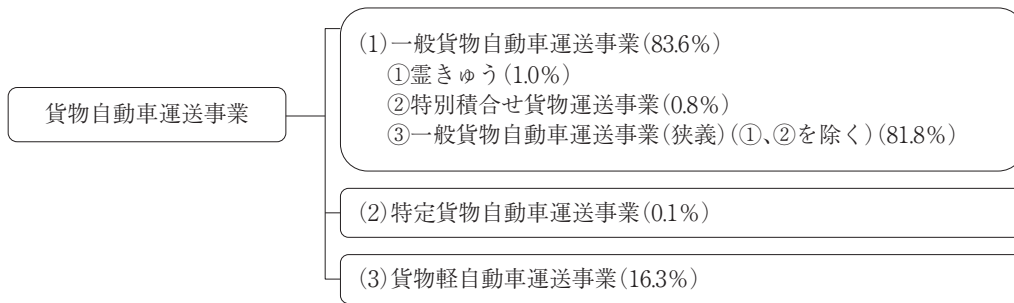 貨物自動車運送事業
(1)一般貨物自動車運送事業(83.6%)
①霊きゅう(1.0%)
②特別積合せ貨物運送事業(0.8%)
③一般貨物自動車運送事業(狭義)(①、②を除く)(81.8%)
(2)特定貨物自動車運送事業(0.1%)
(3)貨物軽自動車運送事業(16.3%)